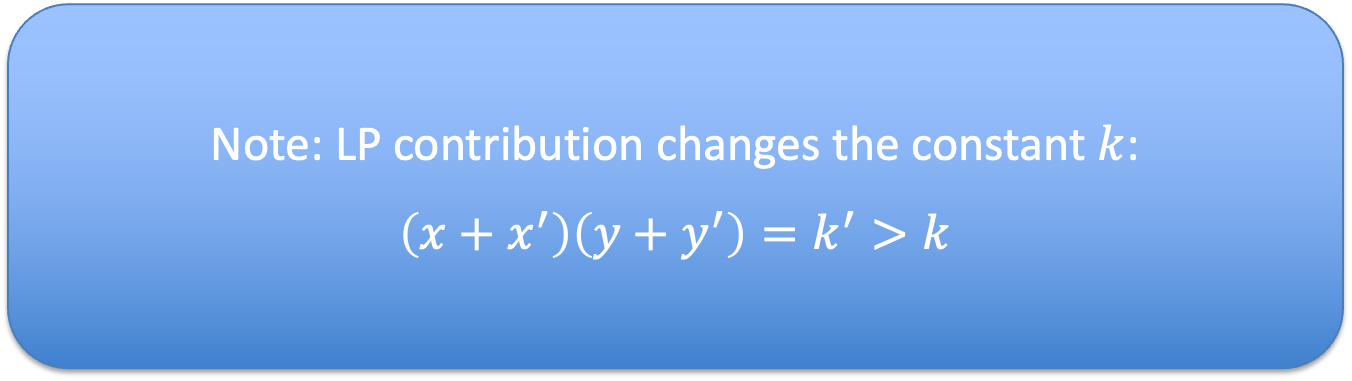 Note: LP contribution changes the constant k:
(x + x′)(y + y′) = k′ > k